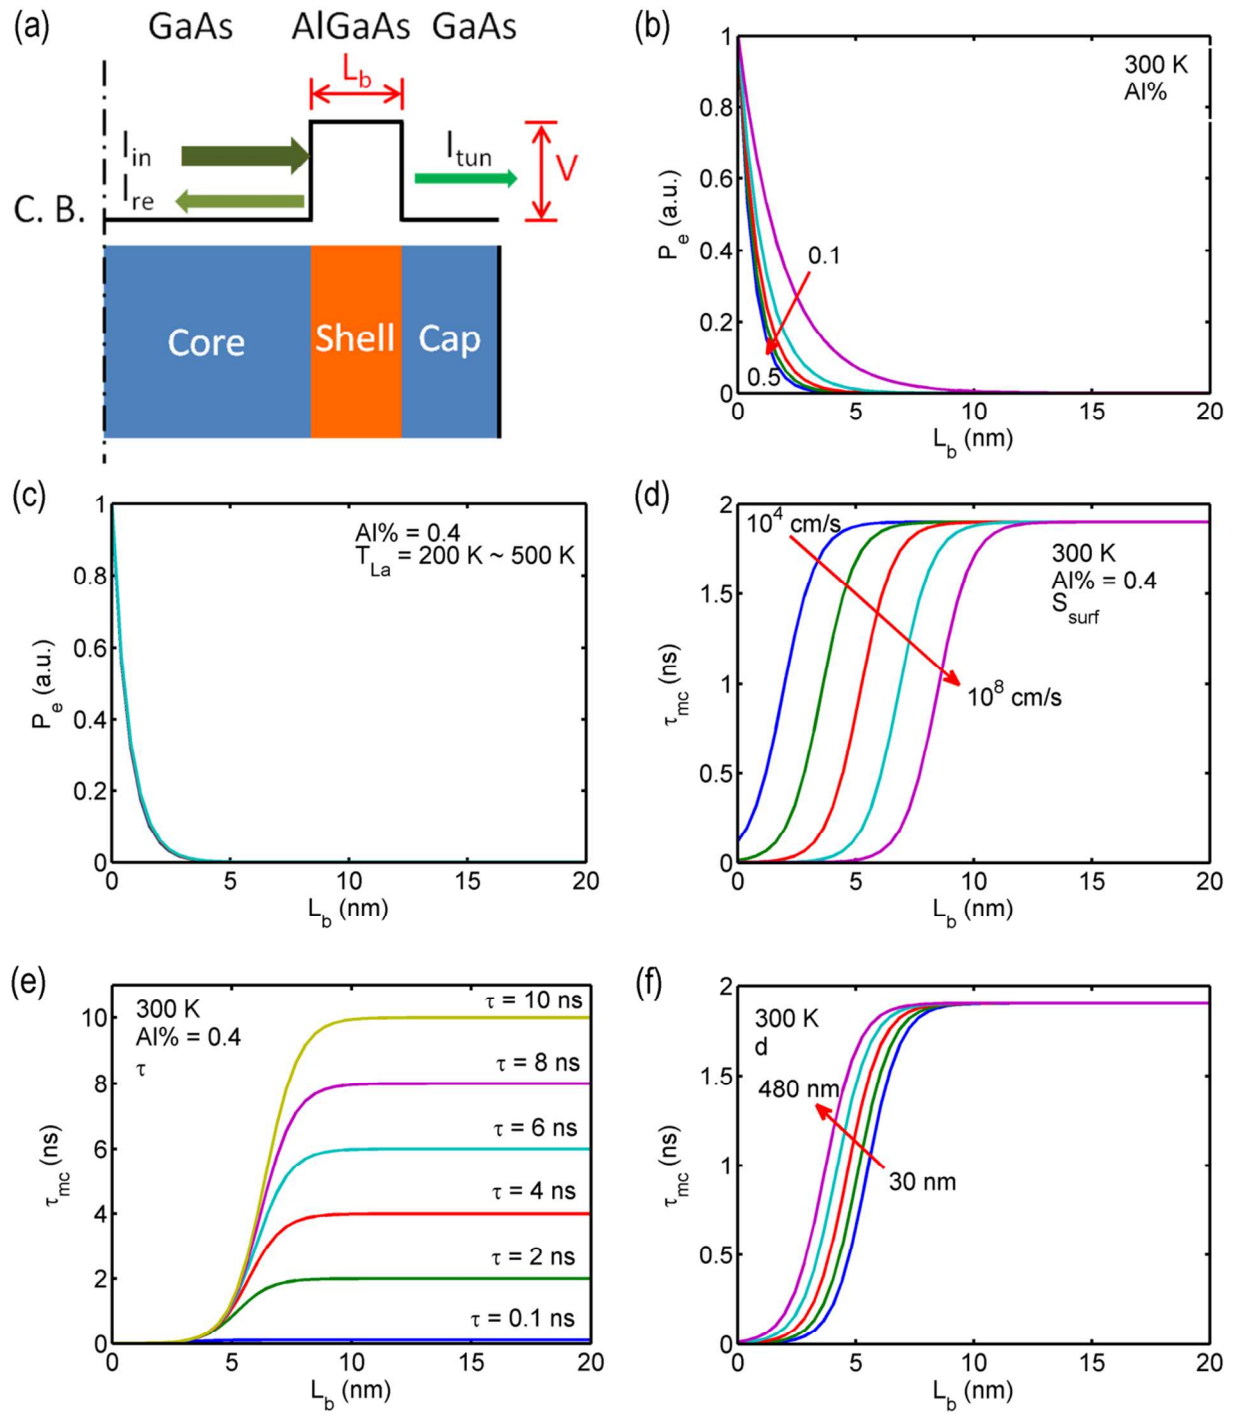 (a)
GaAs AlGaAs GaAs
L_b
I_in
I_re
I_tun
V
C. B.
Core Shell Cap
(b)
300 K
Al%
0.1
0.5
P_e (a.u.)
1
0.8
0.6
0.4
0.2
0
0 5 10 15 20
L_b (nm)
(c)
Al% = 0.4
T_La = 200 K ~ 500 K
P_e (a.u.)
1
0.8
0.6
0.4
0.2
0
0 5 10 15 20
L_b (nm)
(d)
10^4 cm/s
300 K
Al% = 0.4
S_surf
10^8 cm/s
τ_mc (ns)
2
1.5
1
0.5
0
0 5 10 15 20
L_b (nm)
(e)
300 K
Al% = 0.4
τ
τ = 10 ns
τ = 8 ns
τ = 6 ns
τ = 4 ns
τ = 2 ns
τ = 0.1 ns
τ_mc (ns)
10
8
6
4
2
0
0 5 10 15 20
L_b (nm)
(f)
300 K
d
480 nm
30 nm
τ_mc (ns)
2
1.5
1
0.5
0
0 5 10 15 20
L_b (nm)